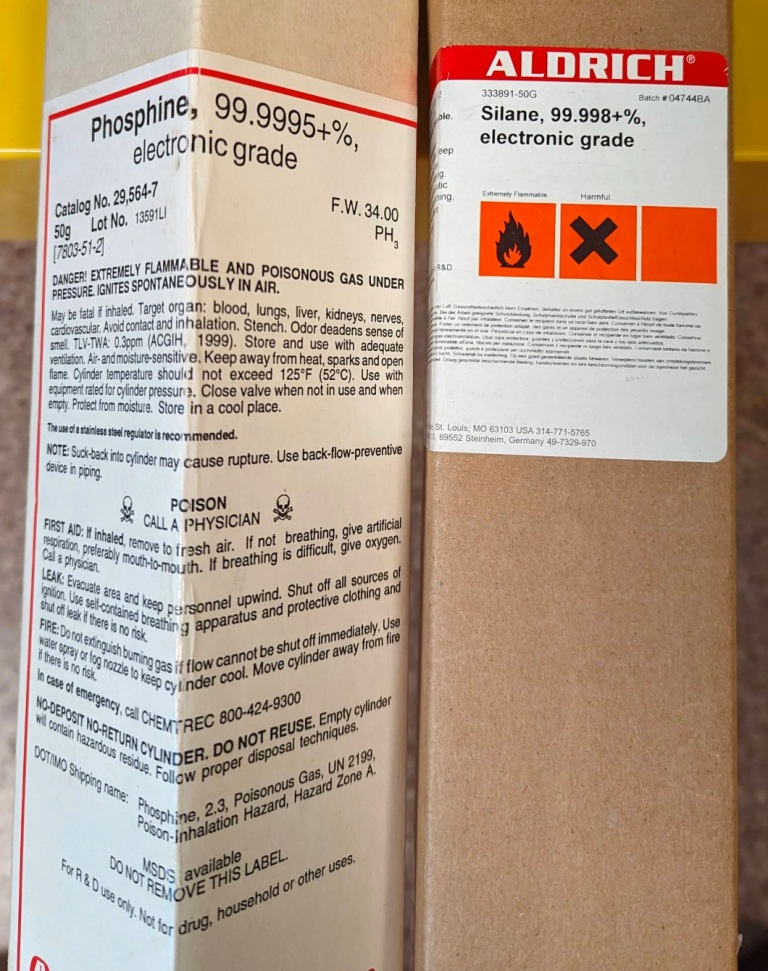 Phosphine, 99.9995+%,
electronic grade
Catalog No. 29,564-7
50g Lot No. 13591LI
[7803-51-2]
F.W. 34.00
PH3
DANGER! EXTREMELY FLAMMABLE AND POISONOUS GAS UNDER
PRESSURE. IGNITES SPONTANEOUSLY IN AIR.
May be fatal if inhaled. Target organ: blood, lungs, liver, kidneys, nerves,
cardiovascular. Avoid contact and inhalation. Stench. Odor deadens sense of
smell. TLV-TWA: 0.3ppm (ACGIH, 1999). Store and use with adequate
ventilation. Air- and moisture-sensitive. Keep away from heat, sparks and open
flame. Cylinder temperature should not exceed 125°F (52°C). Use with
equipment rated for cylinder pressure. Close valve when not in use and when
empty. Protect from moisture. Store in a cool place.
The use of a stainless steel regulator is recommended.
NOTE: Suck-back into cylinder may cause rupture. Use back-flow-preventive
device in piping.
POISON
CALL A PHYSICIAN
FIRST AID: If inhaled, remove to fresh air. If not breathing, give artificial
respiration, preferably mouth-to-mouth. If breathing is difficult, give oxygen.
Call a physician.
LEAK: Evacuate area and keep personnel upwind. Shut off all sources of
ignition. Use self-contained breathing apparatus and protective clothing and
shut off leak if there is no risk.
FIRE: Do not extinguish burning gas if flow cannot be shut off immediately. Use
water spray or fog nozzle to keep cylinder cool. Move cylinder away from fire
if there is no risk.
In case of emergency, call CHEMTREC 800-424-9300
NO-DEPOSIT NO-RETURN CYLINDER. DO NOT REUSE. Empty cylinder
will contain hazardous residue. Follow proper disposal techniques.
DOT/IMO Shipping name: Phosphine, 2.3, Poisonous Gas, UN 2199,
Poison-Inhalation Hazard, Hazard Zone A.
MSDS available
DO NOT REMOVE THIS LABEL.
For R & D use only. Not for drug, household or other uses.
ALDRICH®
333891-50G
Batch # 04744BA
Silane, 99.998+%,
electronic grade
Extremely Flammable
Harmful
R&D
St. Louis, MO 63103 USA 314-771-5765
89552 Steinheim, Germany 49-7329-970